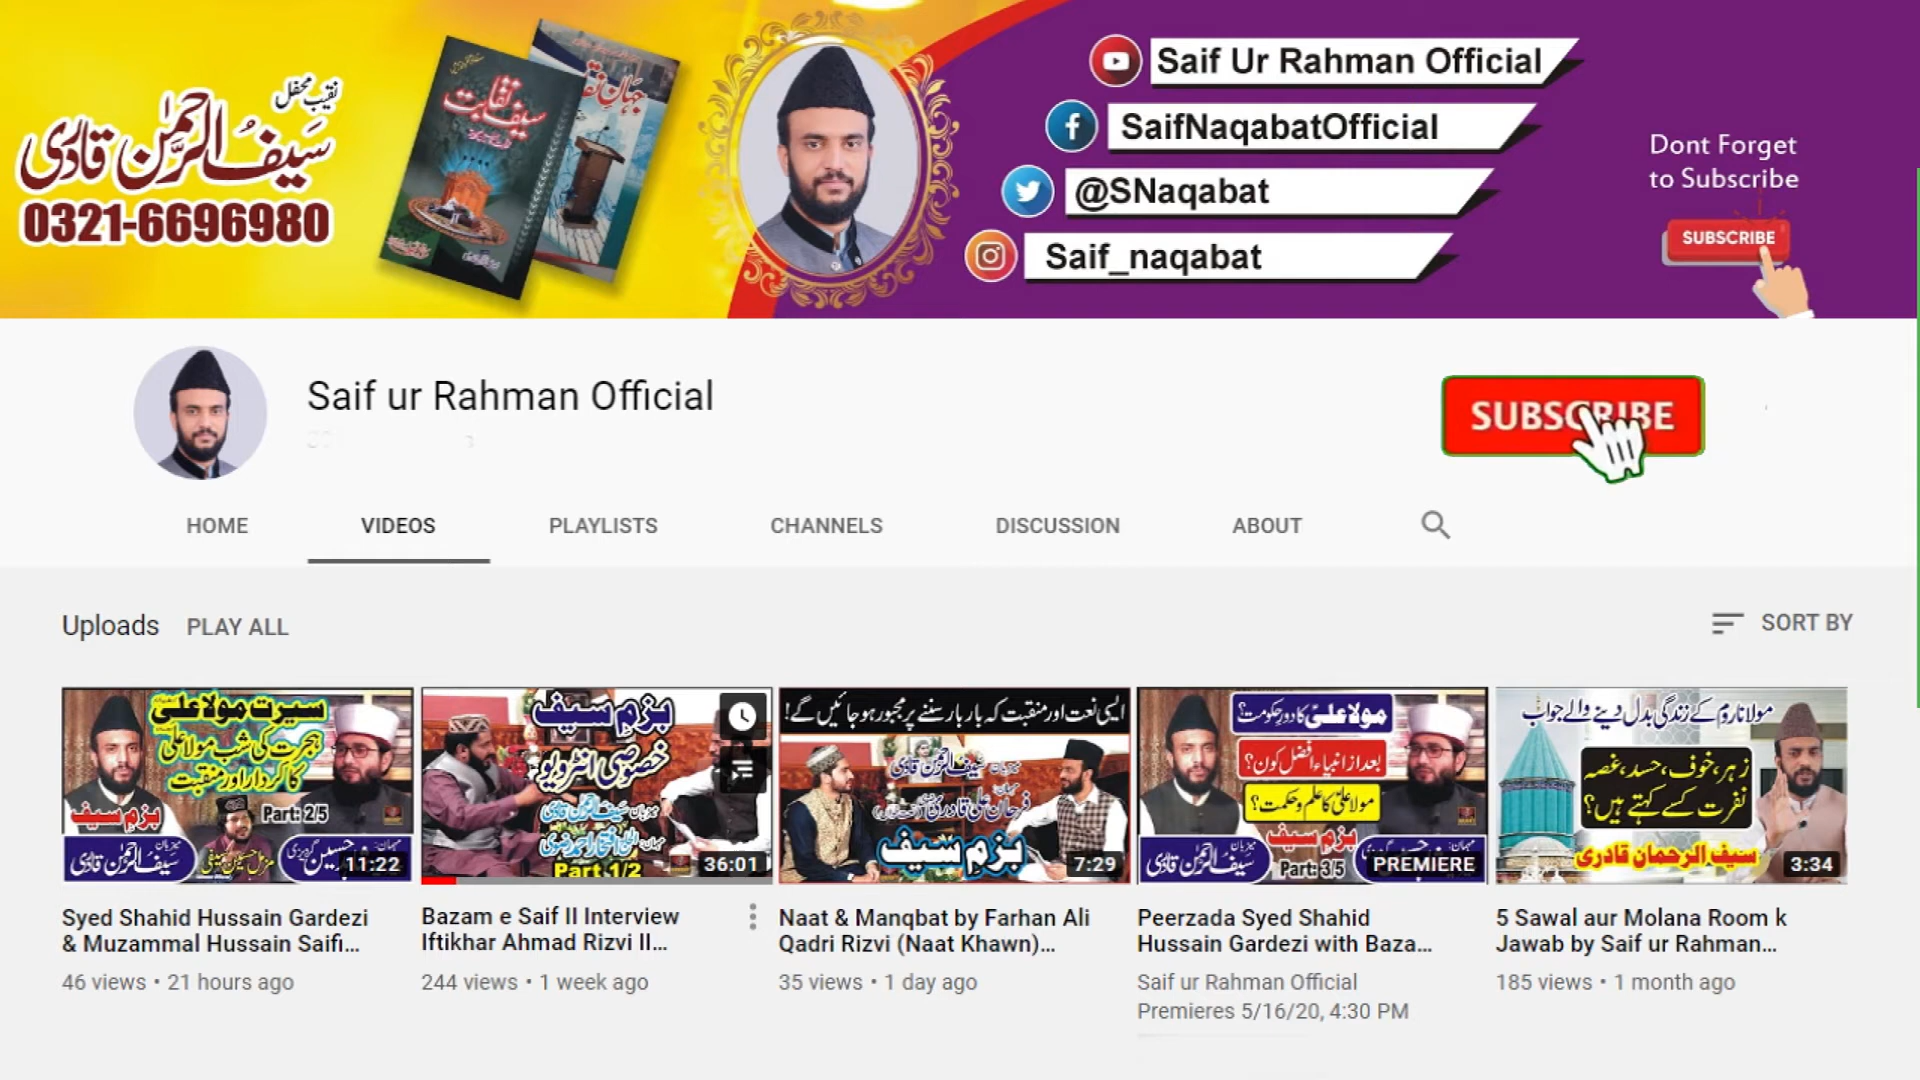 نقیب محفل
سیف الرحمٰن قادری
0321-6696980
سیف نقابت
Saif Ur Rahman Official
SaifNaqabatOfficial
@SNaqabat
Saif_naqabat
Dont Forget
to Subscribe
SUBSCRIBE
Saif ur Rahman Official
SUBSCRIBE
HOME VIDEOS PLAYLISTS CHANNELS DISCUSSION ABOUT
Uploads PLAY ALL
SORT BY
سیرت مولا علی
ہجرت کی شب مولا علی
کا کردار اور منقبت
بزم سیف
Part: 2/5
میزبان
سیف الرحمٰن قادری
11:22
بزم سیف
خصوصی انٹرویو
میزبان سیف الرحمٰن قادری
Part 1/2
36:01
ایسی نعت اور منقبت کہ بار بار سننے پر مجبور ہو جائیں گے!
میزبان سیف الرحمٰن قادری
بزم سیف
7:29
مولا علی کا دور حکومت؟
بعد از انبیاء افضل کون؟
مولا علی کا علم و حکمت؟
بزم سیف
Part: 3/5
میزبان
سیف الرحمٰن قادری
PREMIERE
مولانا روم کے زندگی بدل دینے والے جواب
زہر، خوف، حسد، غصہ
نفرت کسے کہتے ہیں؟
سیف الرحمان قادری
3:34
Syed Shahid Hussain Gardezi
& Muzammal Hussain Saifi...
46 views • 21 hours ago
Bazam e Saif II Interview
Iftikhar Ahmad Rizvi II...
244 views • 1 week ago
Naat & Manqbat by Farhan Ali
Qadri Rizvi (Naat Khawn)...
35 views • 1 day ago
Peerzada Syed Shahid
Hussain Gardezi with Baza...
Saif ur Rahman Official
Premieres 5/16/20, 4:30 PM
5 Sawal aur Molana Room k
Jawab by Saif ur Rahman...
185 views • 1 month ago